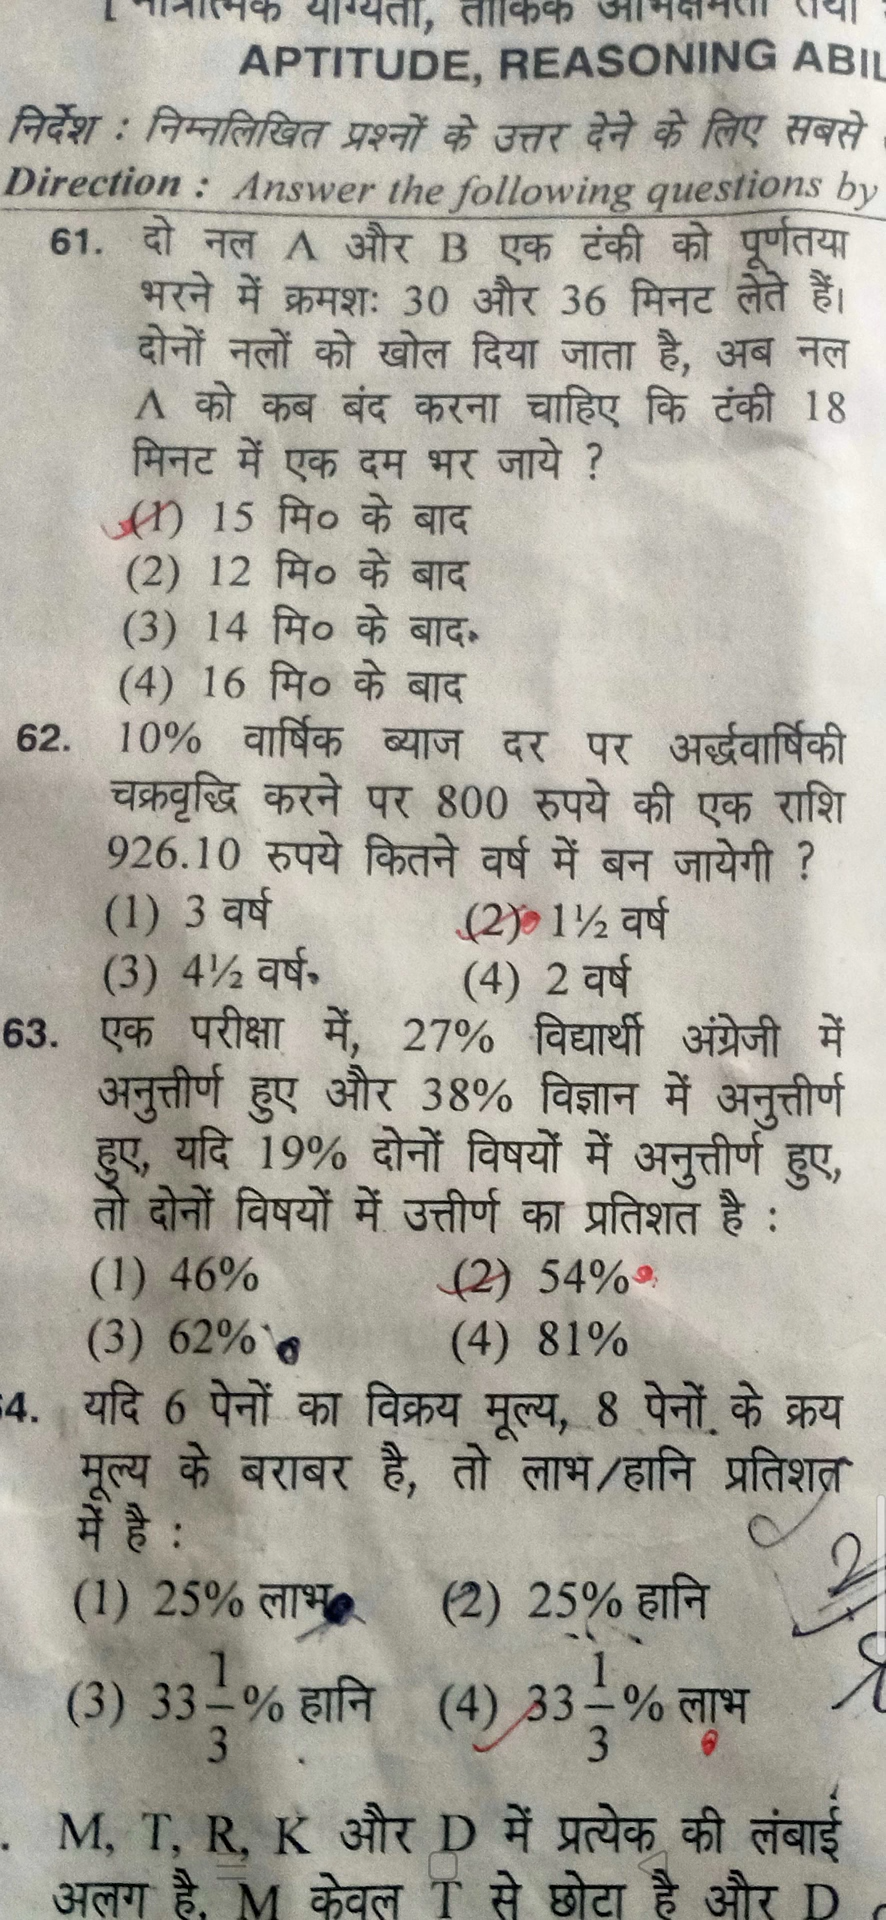 APTITUDE, REASONING ABIL
निर्देश : निम्नलिखित प्रश्नों के उत्तर देने के लिए सबसे
Direction : Answer the following questions by
61. दो नल A और B एक टंकी को पूर्णतया
भरने में क्रमशः 30 और 36 मिनट लेते हैं।
दोनों नलों को खोल दिया जाता है, अब नल
A को कब बंद करना चाहिए कि टंकी 18
मिनट में एक दम भर जाये ?
(1) 15 मि० के बाद
(2) 12 मि० के बाद
(3) 14 मि० के बाद
(4) 16 मि० के बाद
62. 10% वार्षिक ब्याज दर पर अर्द्धवार्षिकी
चक्रवृद्धि करने पर 800 रुपये की एक राशि
926.10 रुपये कितने वर्ष में बन जायेगी ?
(1) 3 वर्ष (2) 1½ वर्ष
(3) 4½ वर्ष (4) 2 वर्ष
63. एक परीक्षा में, 27% विद्यार्थी अंग्रेजी में
अनुत्तीर्ण हुए और 38% विज्ञान में अनुत्तीर्ण
हुए, यदि 19% दोनों विषयों में अनुत्तीर्ण हुए,
तो दोनों विषयों में उत्तीर्ण का प्रतिशत है :
(1) 46% (2) 54%
(3) 62% (4) 81%
4. यदि 6 पेनों का विक्रय मूल्य, 8 पेनों के क्रय
मूल्य के बराबर है, तो लाभ/हानि प्रतिशत
में है :
(1) 25% लाभ (2) 25% हानि
(3) 33 1/3 % हानि (4) 33 1/3 % लाभ
. M, T, R, K और D में प्रत्येक की लंबाई
अलग है, M केवल T से छोटा है और D